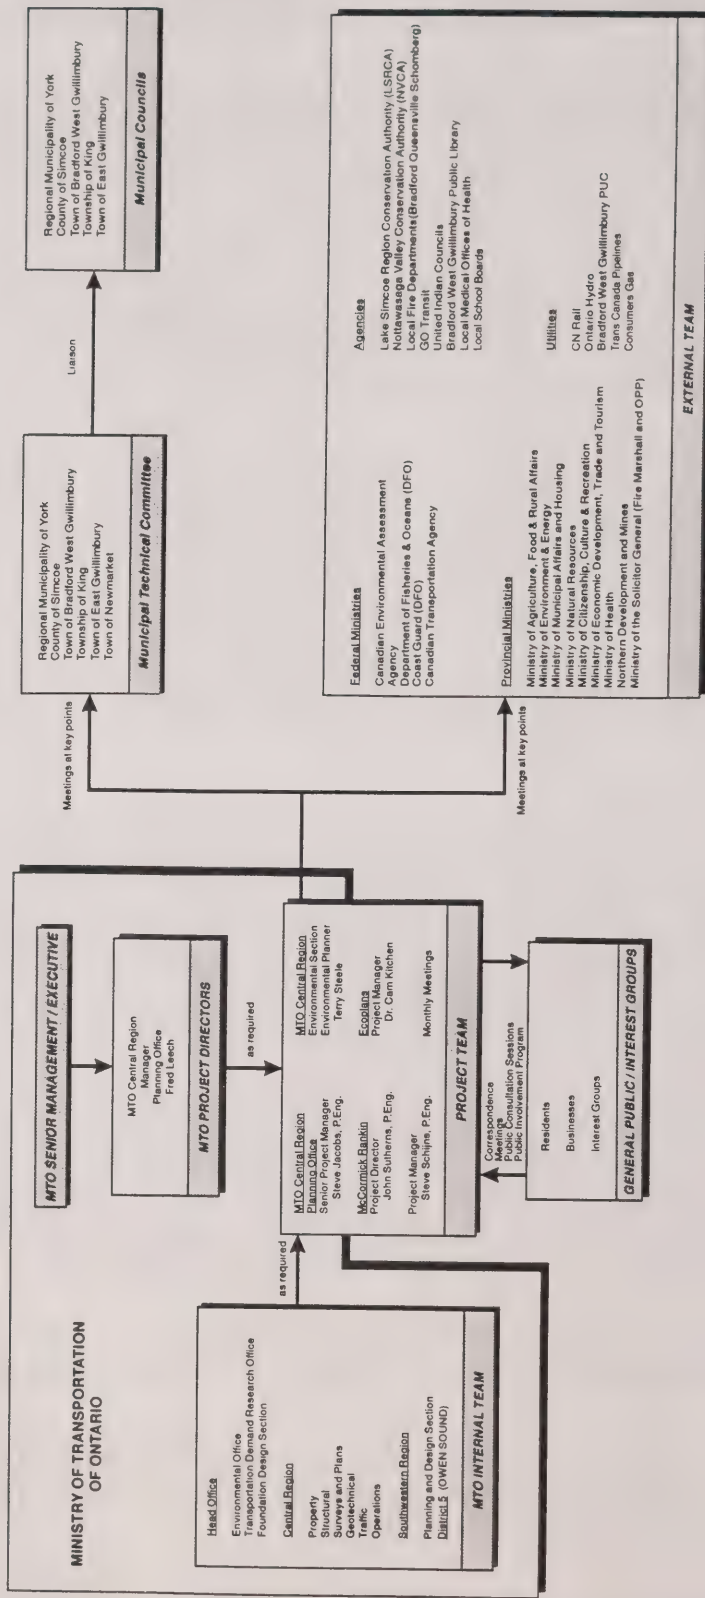 MINISTRY OF TRANSPORTATION
OF ONTARIO
MTO SENIOR MANAGEMENT / EXECUTIVE
MTO Central Region
Manager
Planning Office
Fred Leech
MTO PROJECT DIRECTORS
as required
Head Office
Environmental Office
Transportation Demand Research Office
Foundation Design Section
Central Region
Property
Structural
Surveys and Plans
Geotechnical
Traffic
Operations
Southwestern Region
Planning and Design Section
District 5 (OWEN SOUND)
MTO INTERNAL TEAM
as required
MTO Central Region
Planning Office
Senior Project Manager
Steve Jacobs, P.Eng.
McCormick Rankin
Project Director
John Sutherns, P.Eng.
Project Manager
Steve Schijns, P.Eng.
MTO Central Region
Environmental Section
Environmental Planner
Terry Steele
Ecoplans
Project Manager
Dr. Cam Kitchen
Monthly Meetings
PROJECT TEAM
Correspondence
Meetings
Public Consultation Sessions
Public Involvement Program
Residents
Businesses
Interest Groups
GENERAL PUBLIC / INTEREST GROUPS
Meetings at key points
Regional Municipality of York
County of Simcoe
Town of Bradford West Gwillimbury
Township of King
Town of East Gwillimbury
Town of Newmarket
Municipal Technical Committee
Liaison
Regional Municipality of York
County of Simcoe
Town of Bradford West Gwillimbury
Township of King
Town of East Gwillimbury
Municipal Councils
Meetings at key points
Federal Ministries
Canadian Environmental Assessment
Agency
Department of Fisheries & Oceans (DFO)
Coast Guard (DFO)
Canadian Transportation Agency
Provincial Ministries
Ministry of Agriculture, Food & Rural Affairs
Ministry of Environment & Energy
Ministry of Municipal Affairs and Housing
Ministry of Natural Resources
Ministry of Citizenship, Culture & Recreation
Ministry of Economic Development, Trade and Tourism
Ministry of Health
Northern Development and Mines
Ministry of the Solicitor General (Fire Marshall and OPP)
Agencies
Lake Simcoe Region Conservation Authority (LSRCA)
Nottawasaga Valley Conservation Authority (NVCA)
Local Fire Departments(Bradford Queensville Schomberg)
GO Transit
United Indian Councils
Bradford West Gwillimbury Public Library
Local Medical Offices of Health
Local School Boards
Utilities
CN Rail
Ontario Hydro
Bradford West Gwillimbury PUC
Trans Canada Pipelines
Consumers Gas
EXTERNAL TEAM